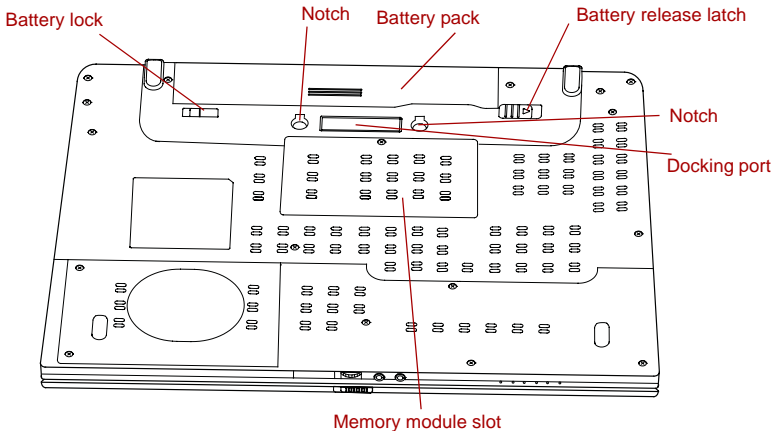 Battery lock
Notch
Battery pack
Battery release latch
Notch
Docking port
Memory module slot